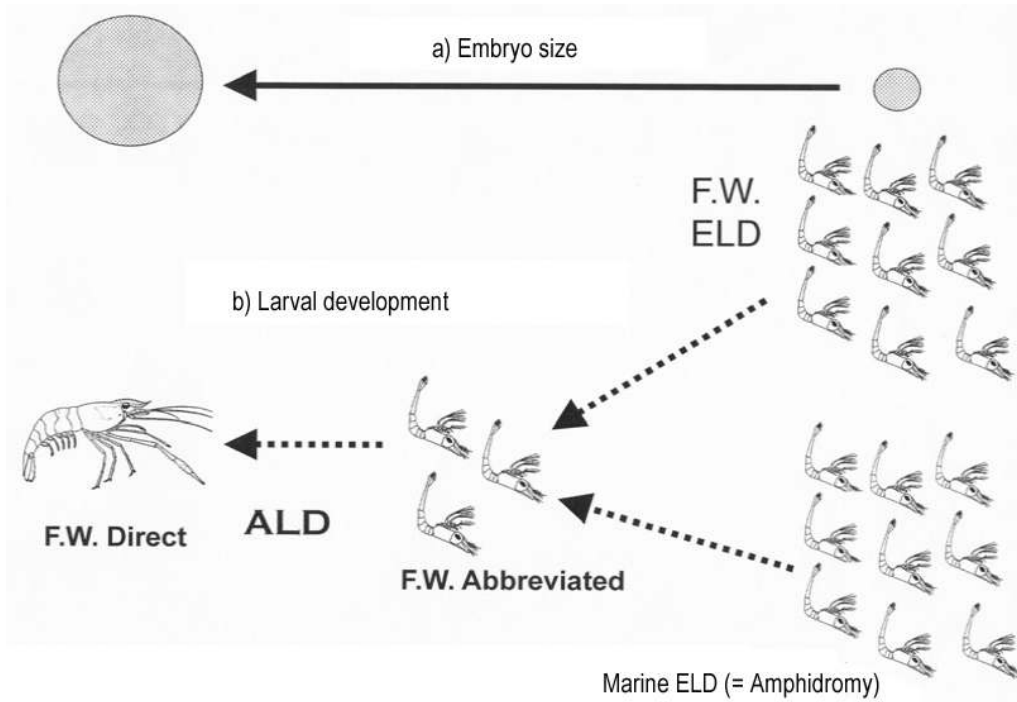 a) Embryo size
F.W.
ELD
b) Larval development
F.W. Direct
ALD
F.W. Abbreviated
Marine ELD (= Amphidromy)